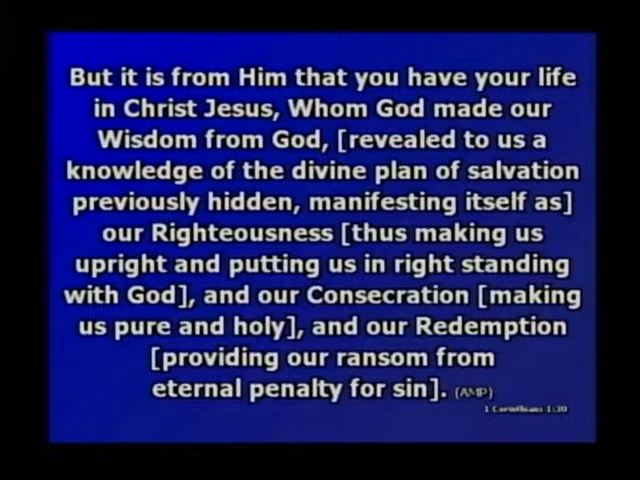 But it is from Him that you have your life
in Christ Jesus, Whom God made our
Wisdom from God, [revealed to us a
knowledge of the divine plan of salvation
previously hidden, manifesting itself as]
our Righteousness [thus making us
upright and putting us in right standing
with God], and our Consecration [making
us pure and holy], and our Redemption
[providing our ransom from
eternal penalty for sin]. (AMP)
1 Corinthians 1:30